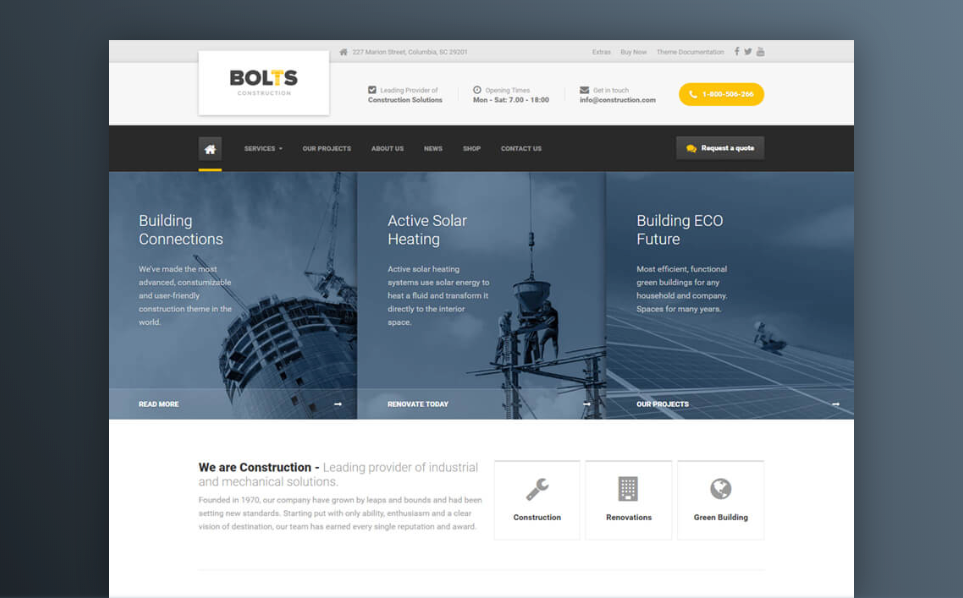 227 Marion Street, Columbia, SC 29201
Extras Buy Now Theme Documentation
BOLTS
CONSTRUCTION
Leading Provider of
Construction Solutions
Opening Times
Mon - Sat: 7.00 - 18:00
Get in touch
info@construction.com
1-800-506-266
SERVICES OUR PROJECTS ABOUT US NEWS SHOP CONTACT US
Request a quote
Building
Connections
We've made the most
advanced, constumizable
and user-friendly
construction theme in the
world.
READ MORE
Active Solar
Heating
Active solar heating
systems use solar energy to
heat a fluid and transform it
directly to the interior
space.
RENOVATE TODAY
Building ECO
Future
Most efficient, functional
green buildings for any
household and company.
Spaces for many years.
OUR PROJECTS
We are Construction - Leading provider of industrial
and mechanical solutions.
Founded in 1970, our company have grown by leaps and bounds and had been
setting new standards. Starting put with only ability, enthusiasm and a clear
vision of destination, our team has earned every single reputation and award.
Construction
Renovations
Green Building